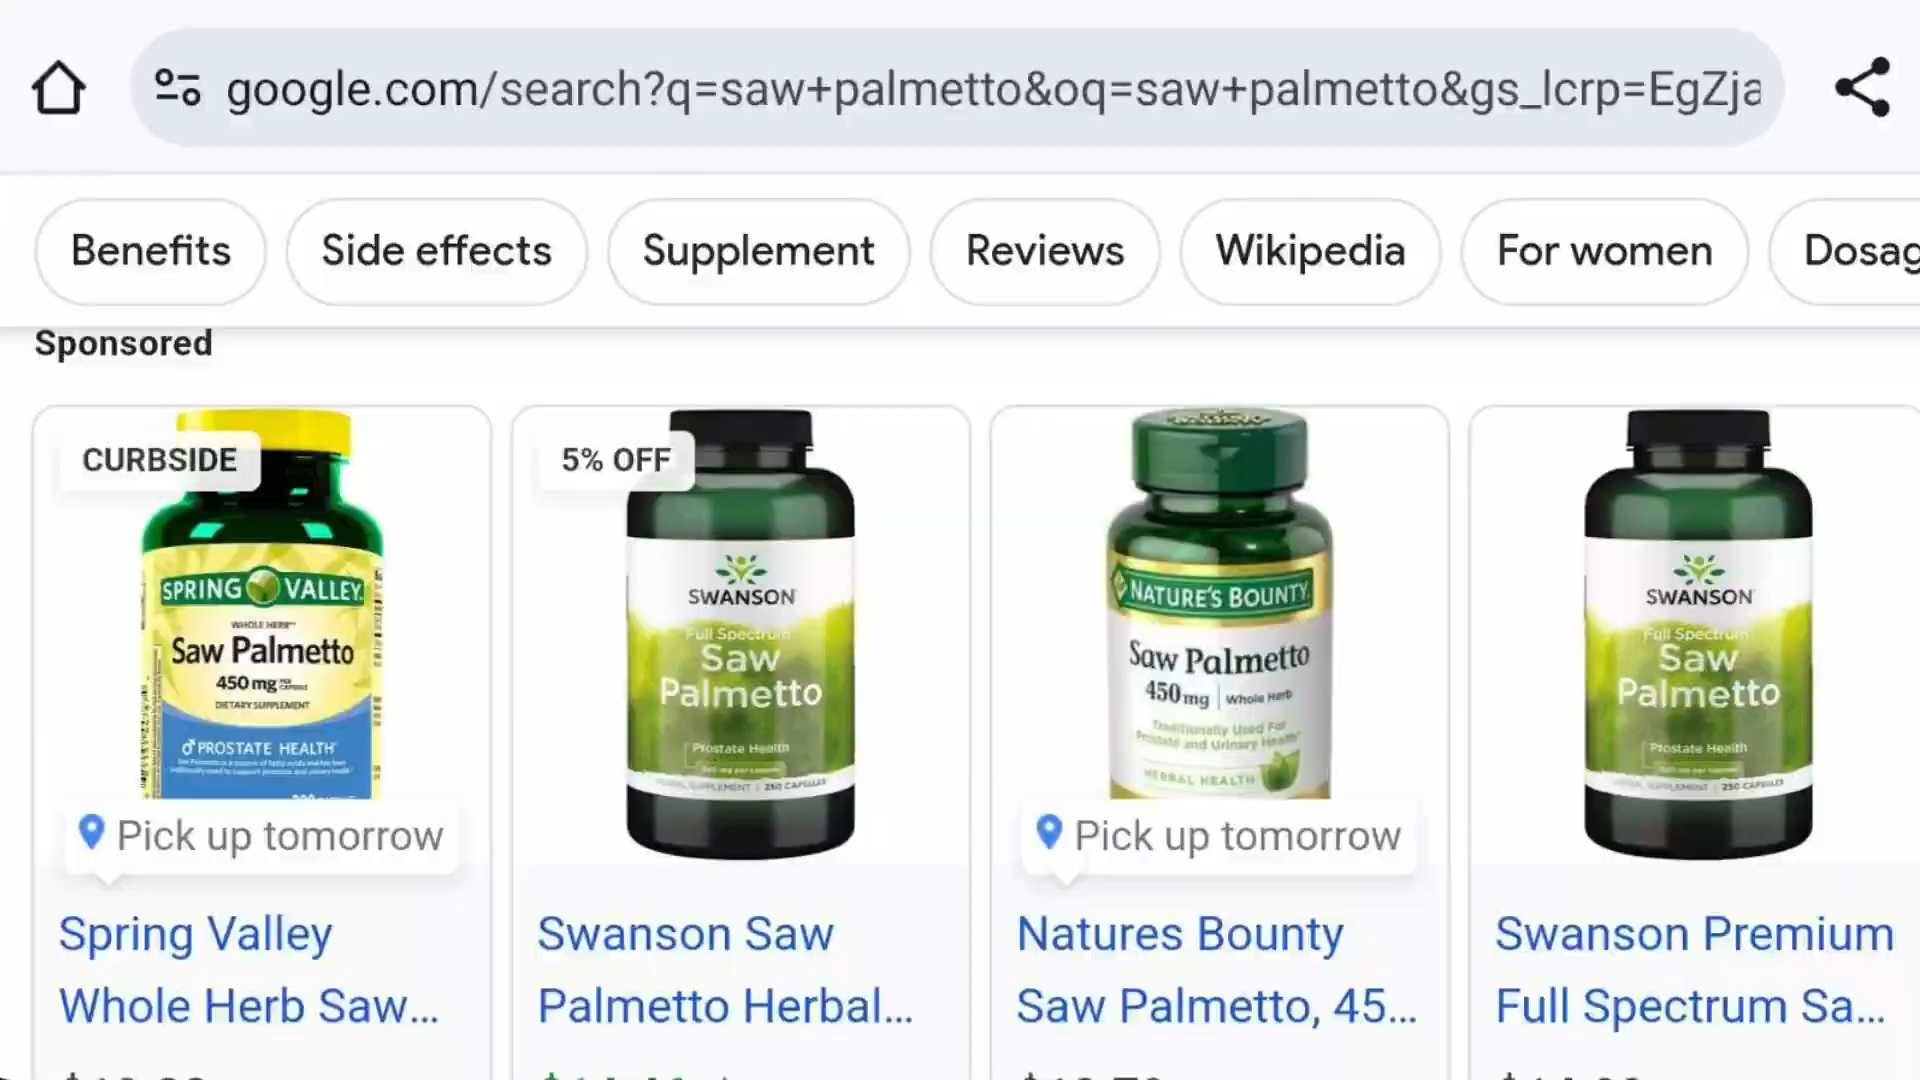 google.com/search?q=saw+palmetto&oq=saw+palmetto&gs_lcrp=EgZja
Benefits
Side effects
Supplement
Reviews
Wikipedia
For women
Dosag
Sponsored
CURBSIDE
SPRING VALLEY
WHOLE HERB
Saw Palmetto
450 mg PER CAPSULE
DIETARY SUPPLEMENT
PROSTATE HEALTH
Pick up tomorrow
Spring Valley
Whole Herb Saw...
5% OFF
SWANSON
Full Spectrum
Saw
Palmetto
Prostate Health
250 CAPSULES
Swanson Saw
Palmetto Herbal...
NATURE'S BOUNTY
Saw Palmetto
450 mg | Whole Herb
Traditionally Used For
Prostate and Urinary Health
HERBAL HEALTH
Pick up tomorrow
Natures Bounty
Saw Palmetto, 45...
SWANSON
Full Spectrum
Saw
Palmetto
Prostate Health
250 CAPSULES
Swanson Premium
Full Spectrum Sa...